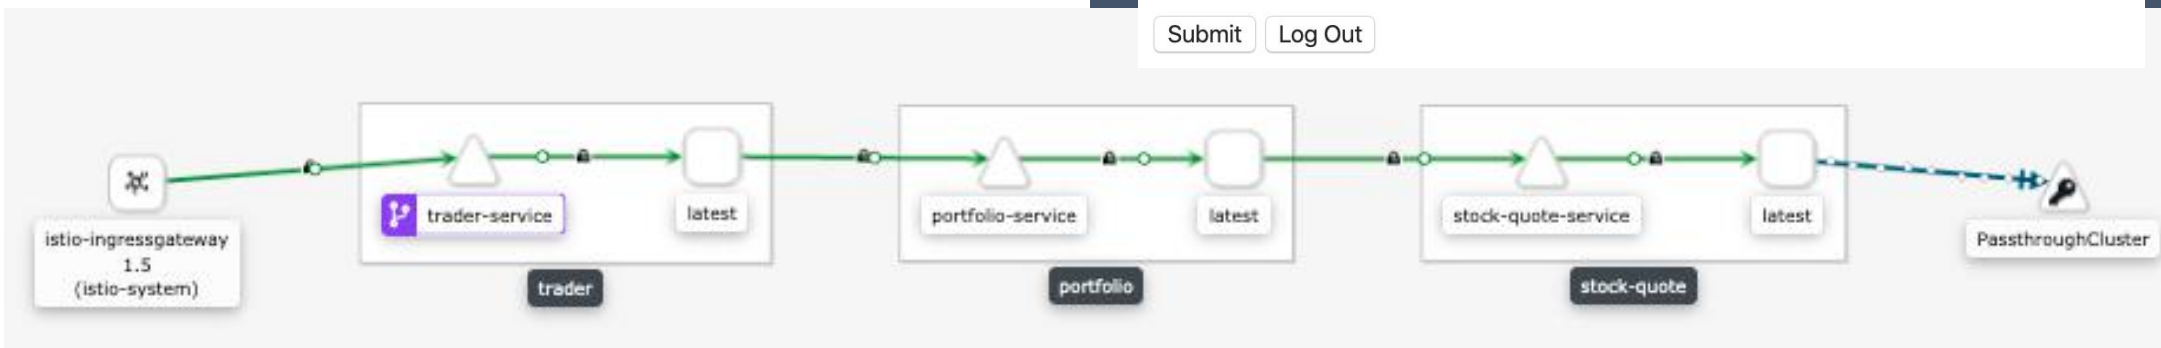 Submit
Log Out
istio-ingressgateway
1.5
(istio-system)
trader-service
latest
trader
portfolio-service
latest
portfolio
stock-quote-service
latest
stock-quote
PassthroughCluster